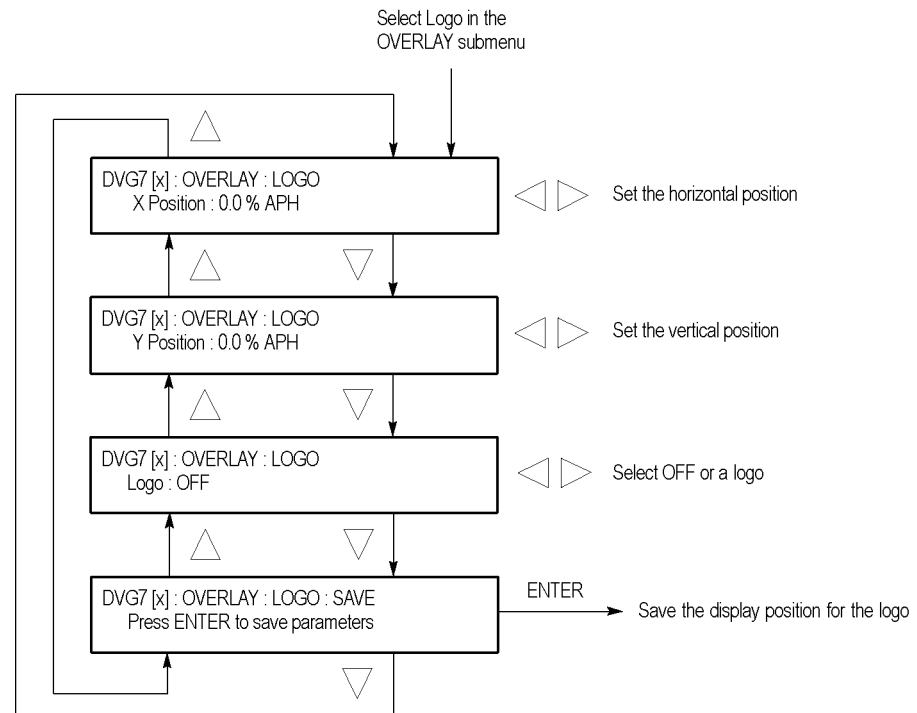 Select Logo in the
OVERLAY submenu
DVG7 [x] : OVERLAY : LOGO
X Position : 0.0 % APH
Set the horizontal position
DVG7 [x] : OVERLAY : LOGO
Y Position : 0.0 % APH
Set the vertical position
DVG7 [x] : OVERLAY : LOGO
Logo : OFF
Select OFF or a logo
DVG7 [x] : OVERLAY : LOGO : SAVE
Press ENTER to save parameters
ENTER
Save the display position for the logo